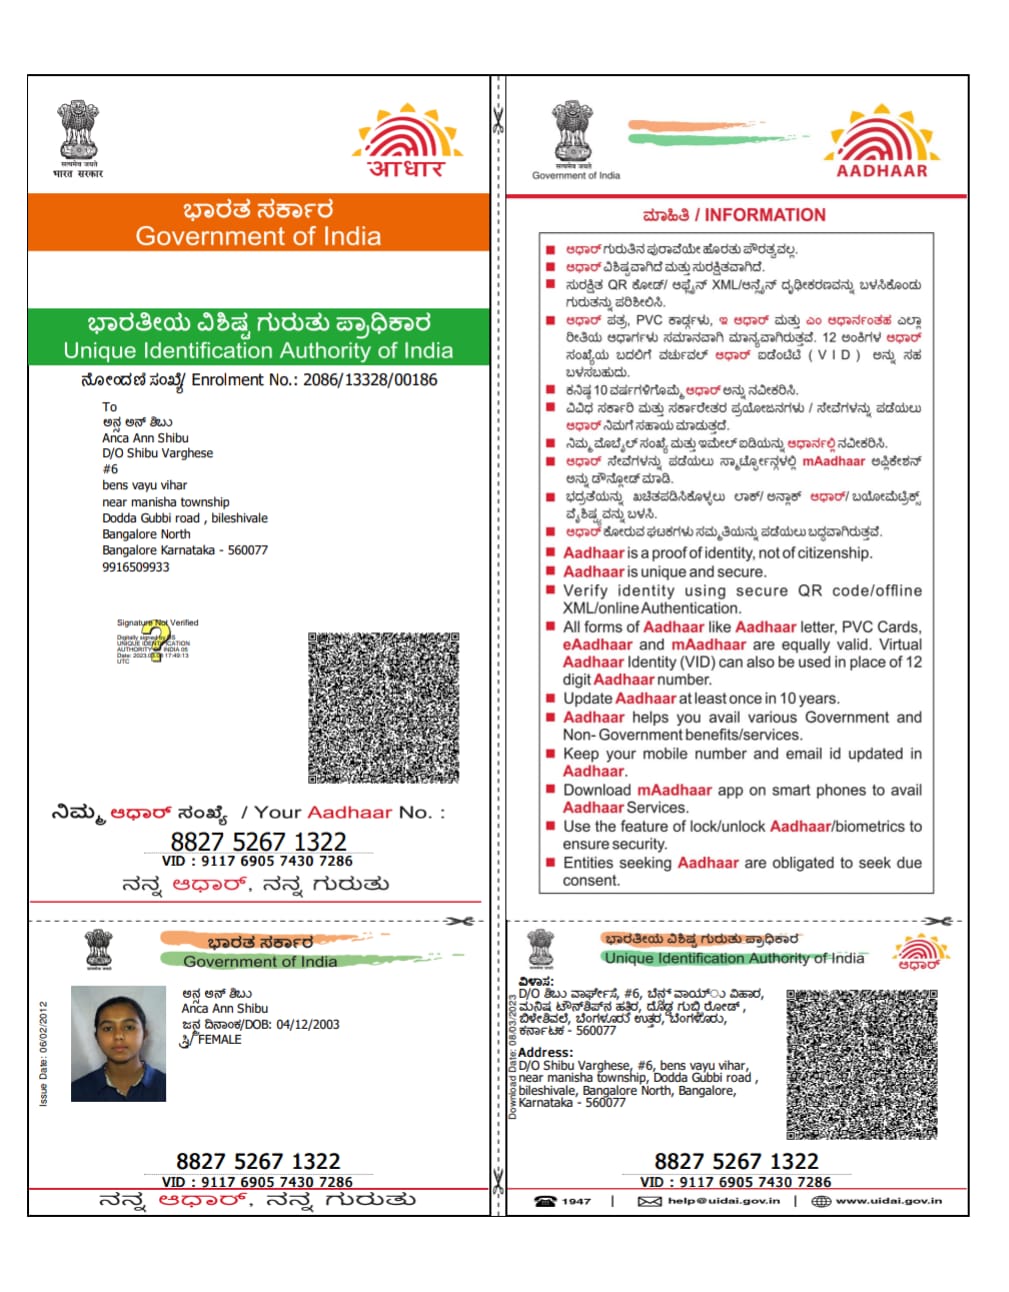 सत्यमेव जयते
भारत सरकार
आधार
ಭಾರತ ಸರ್ಕಾರ
Government of India
ಭಾರತೀಯ ವಿಶಿಷ್ಟ ಗುರುತು ಪ್ರಾಧಿಕಾರ
Unique Identification Authority of India
ನೋಂದಣಿ ಸಂಖ್ಯೆ/ Enrolment No.: 2086/13328/00186
To
ಅನ್ಕ ಅನ್ ಶಿಬು
Anca Ann Shibu
D/O Shibu Varghese
#6
bens vayu vihar
near manisha township
Dodda Gubbi road , bileshivale
Bangalore North
Bangalore Karnataka - 560077
9916509933
Signature Not Verified
Digitally signed by DS
UNIQUE IDENTIFICATION
AUTHORITY OF INDIA 05
Date: 2023.03.08 17:49:13
UTC
ನಿಮ್ಮ ಆಧಾರ್ ಸಂಖ್ಯೆ / Your Aadhaar No. :
8827 5267 1322
VID : 9117 6905 7430 7286
ನನ್ನ ಆಧಾರ್, ನನ್ನ ಗುರುತು
सत्यमेव जयते
Government of India
AADHAAR
ಮಾಹಿತಿ / INFORMATION
ಆಧಾರ್ ಗುರುತಿನ ಪುರಾವೆಯೇ ಹೊರತು ಪೌರತ್ವವಲ್ಲ.
ಆಧಾರ್ ವಿಶಿಷ್ಟವಾಗಿದೆ ಮತ್ತು ಸುರಕ್ಷಿತವಾಗಿದೆ.
ಸುರಕ್ಷಿತ QR ಕೋಡ್/ ಆಫ್ಲೈನ್ XML/ಆನ್ಲೈನ್ ದೃಢೀಕರಣವನ್ನು ಬಳಸಿಕೊಂಡು
ಗುರುತನ್ನು ಪರಿಶೀಲಿಸಿ.
ಆಧಾರ್ ಪತ್ರ, PVC ಕಾರ್ಡ್ಗಳು, ಇ ಆಧಾರ್ ಮತ್ತು ಎಂ ಆಧಾರ್ನಂತಹ ಎಲ್ಲಾ
ರೀತಿಯ ಆಧಾರ್ಗಳು ಸಮಾನವಾಗಿ ಮಾನ್ಯವಾಗಿರುತ್ತವೆ. 12 ಅಂಕಿಗಳ ಆಧಾರ್
ಸಂಖ್ಯೆಯ ಬದಲಿಗೆ ವರ್ಚುವಲ್ ಆಧಾರ್ ಐಡೆಂಟಿಟಿ ( V I D ) ಅನ್ನು ಸಹ
ಬಳಸಬಹುದು.
ಕನಿಷ್ಠ 10 ವರ್ಷಗಳಿಗೊಮ್ಮೆ ಆಧಾರ್ ಅನ್ನು ನವೀಕರಿಸಿ.
ವಿವಿಧ ಸರ್ಕಾರಿ ಮತ್ತು ಸರ್ಕಾರೇತರ ಪ್ರಯೋಜನಗಳು / ಸೇವೆಗಳನ್ನು ಪಡೆಯಲು
ಆಧಾರ್ ನಿಮಗೆ ಸಹಾಯ ಮಾಡುತ್ತದೆ.
ನಿಮ್ಮ ಮೊಬೈಲ್ ಸಂಖ್ಯೆ ಮತ್ತು ಇಮೇಲ್ ಐಡಿಯನ್ನು ಆಧಾರ್ನಲ್ಲಿ ನವೀಕರಿಸಿ.
ಆಧಾರ್ ಸೇವೆಗಳನ್ನು ಪಡೆಯಲು ಸ್ಮಾರ್ಟ್ಫೋನ್ಗಳಲ್ಲಿ mAadhaar ಅಪ್ಲಿಕೇಶನ್
ಅನ್ನು ಡೌನ್ಲೋಡ್ ಮಾಡಿ.
ಭದ್ರತೆಯನ್ನು ಖಚಿತಪಡಿಸಿಕೊಳ್ಳಲು ಲಾಕ್/ ಅನ್ಲಾಕ್ ಆಧಾರ್/ ಬಯೋಮೆಟ್ರಿಕ್ಸ್
ವೈಶಿಷ್ಟ್ಯವನ್ನು ಬಳಸಿ.
ಆಧಾರ್ ಕೋರುವ ಘಟಕಗಳು ಸಮ್ಮತಿಯನ್ನು ಪಡೆಯಲು ಬದ್ಧವಾಗಿರುತ್ತವೆ.
Aadhaar is a proof of identity, not of citizenship.
Aadhaar is unique and secure.
Verify identity using secure QR code/offline
XML/online Authentication.
All forms of Aadhaar like Aadhaar letter, PVC Cards,
eAadhaar and mAadhaar are equally valid. Virtual
Aadhaar Identity (VID) can also be used in place of 12
digit Aadhaar number.
Update Aadhaar at least once in 10 years.
Aadhaar helps you avail various Government and
Non- Government benefits/services.
Keep your mobile number and email id updated in
Aadhaar.
Download mAadhaar app on smart phones to avail
Aadhaar Services.
Use the feature of lock/unlock Aadhaar/biometrics to
ensure security.
Entities seeking Aadhaar are obligated to seek due
consent.
ಭಾರತ ಸರ್ಕಾರ
Government of India
Issue Date: 06/02/2012
ಅನ್ಕ ಅನ್ ಶಿಬು
Anca Ann Shibu
ಜನ್ಮ ದಿನಾಂಕ/DOB: 04/12/2003
ಸ್ತ್ರೀ/FEMALE
8827 5267 1322
VID : 9117 6905 7430 7286
ನನ್ನ ಆಧಾರ್, ನನ್ನ ಗುರುತು
ಭಾರತೀಯ ವಿಶಿಷ್ಟ ಗುರುತು ಪ್ರಾಧಿಕಾರ
Unique Identification Authority of India
ಆಧಾರ್
Download Date: 08/03/2023
ವಿಳಾಸ:
D/O ಶಿಬು ವಾರ್ಘೀಸ್, #6, ಬೆನ್ಸ್ ವಾಯ್ು ವಿಹಾರ,
ಮನಿಷ ಟೌನ್‌ಶಿಪ್‌ನ ಹತ್ತಿರ, ದೊಡ್ಡ ಗುಬ್ಬಿ ರೋಡ್ ,
ಬಿಳೇಶಿವಲೆ, ಬೆಂಗಳೂರು ಉತ್ತರ, ಬೆಂಗಳೂರು,
ಕರ್ನಾಟಕ - 560077
Address:
D/O Shibu Varghese, #6, bens vayu vihar,
near manisha township, Dodda Gubbi road ,
bileshivale, Bangalore North, Bangalore,
Karnataka - 560077
8827 5267 1322
VID : 9117 6905 7430 7286
1947 | help@uidai.gov.in | www.uidai.gov.in